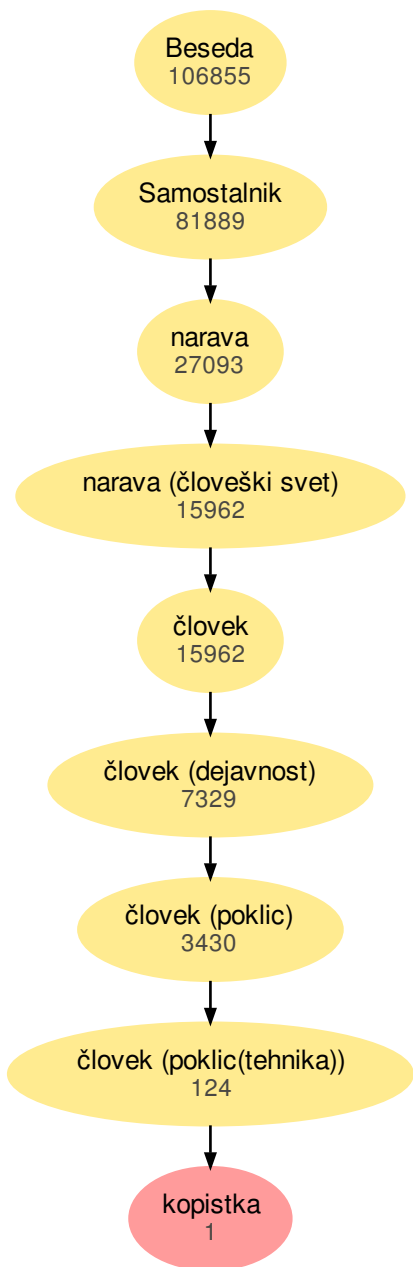 Beseda
106855
Samostalnik
81889
narava
27093
narava (človeški svet)
15962
človek
15962
človek (dejavnost)
7329
človek (poklic)
3430
človek (poklic(tehnika))
124
kopistka
1